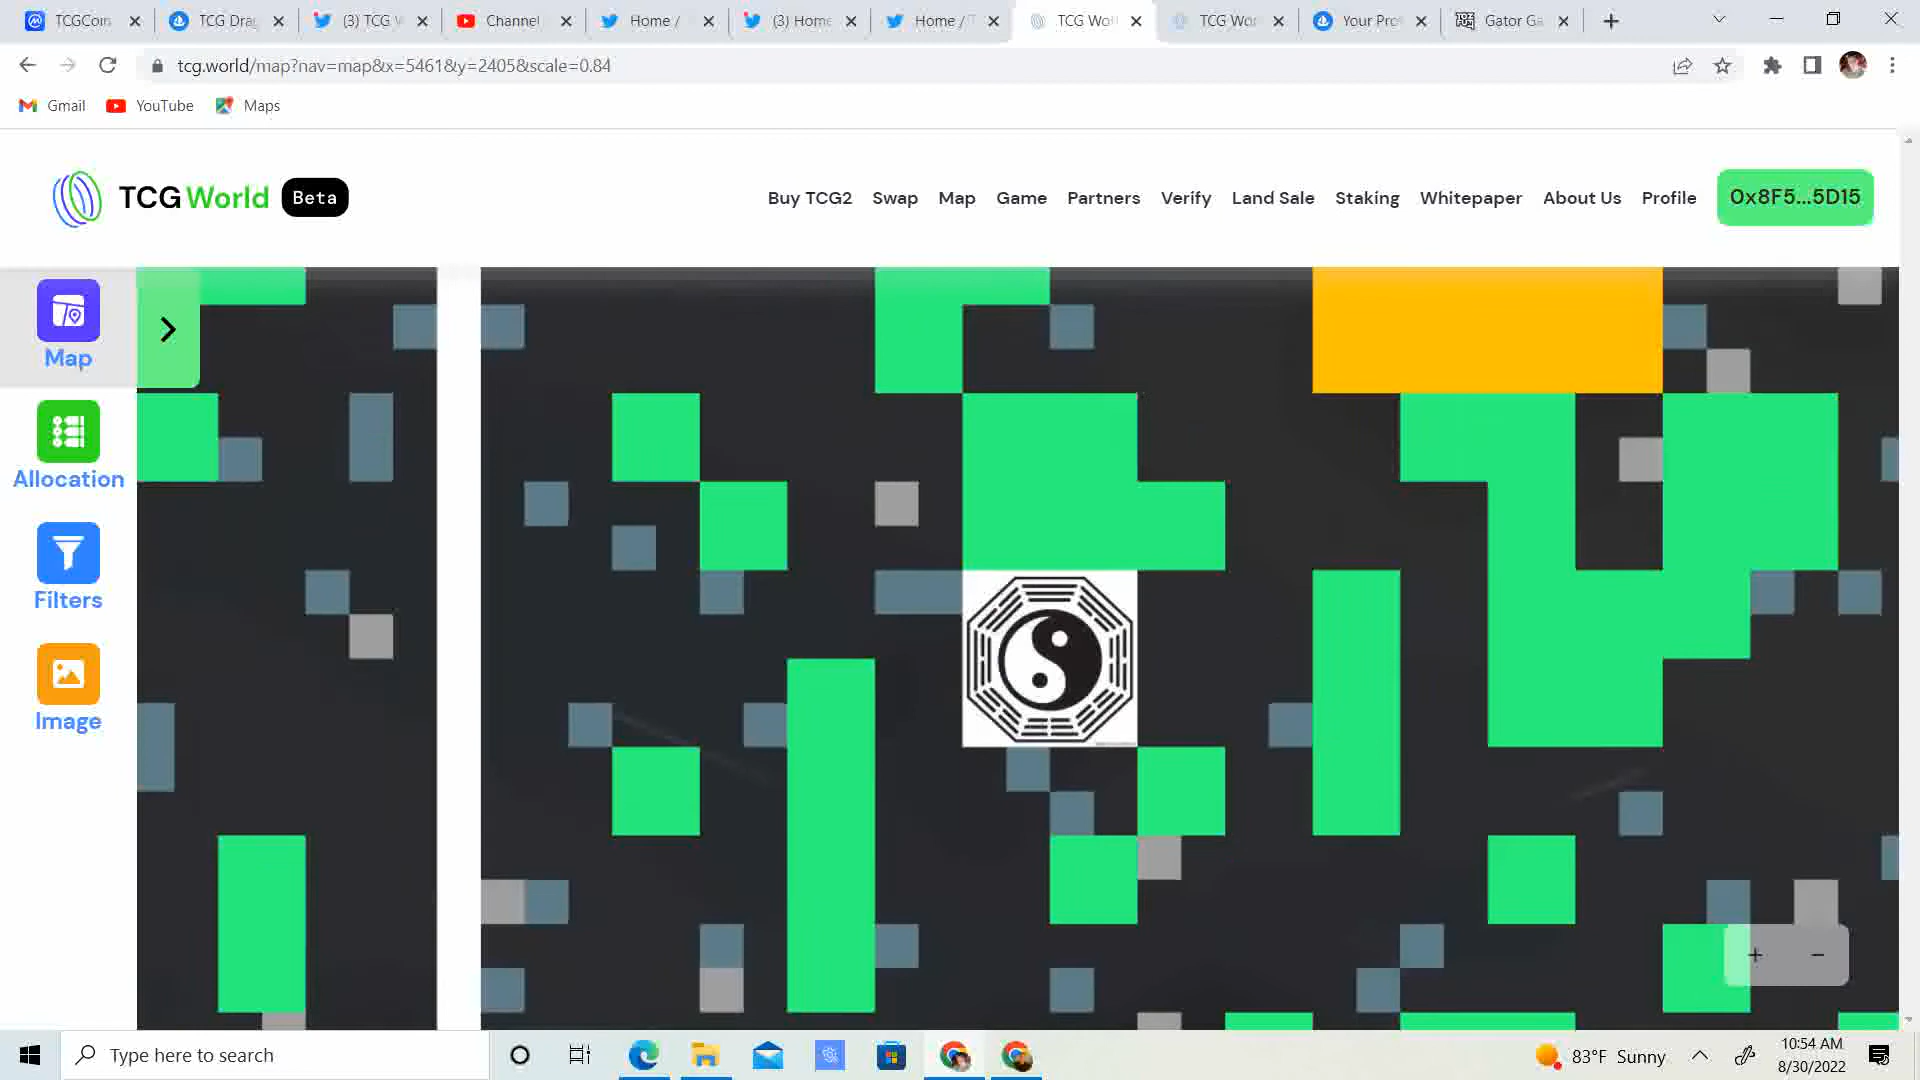 TCGCoin
TCG Drag
(3) TCG W
Channel
Home /
(3) Home
Home / T
TCG Worl
TCG Wor
Your Pro
Gator Ga
tcg.world/map?nav=map&x=5461&y=2405&scale=0.84
Gmail
YouTube
Maps
TCG World
Beta
Buy TCG2
Swap
Map
Game
Partners
Verify
Land Sale
Staking
Whitepaper
About Us
Profile
0x8F5...5D15
Map
Allocation
Filters
Image
+
−
Type here to search
83°F Sunny
10:54 AM
8/30/2022